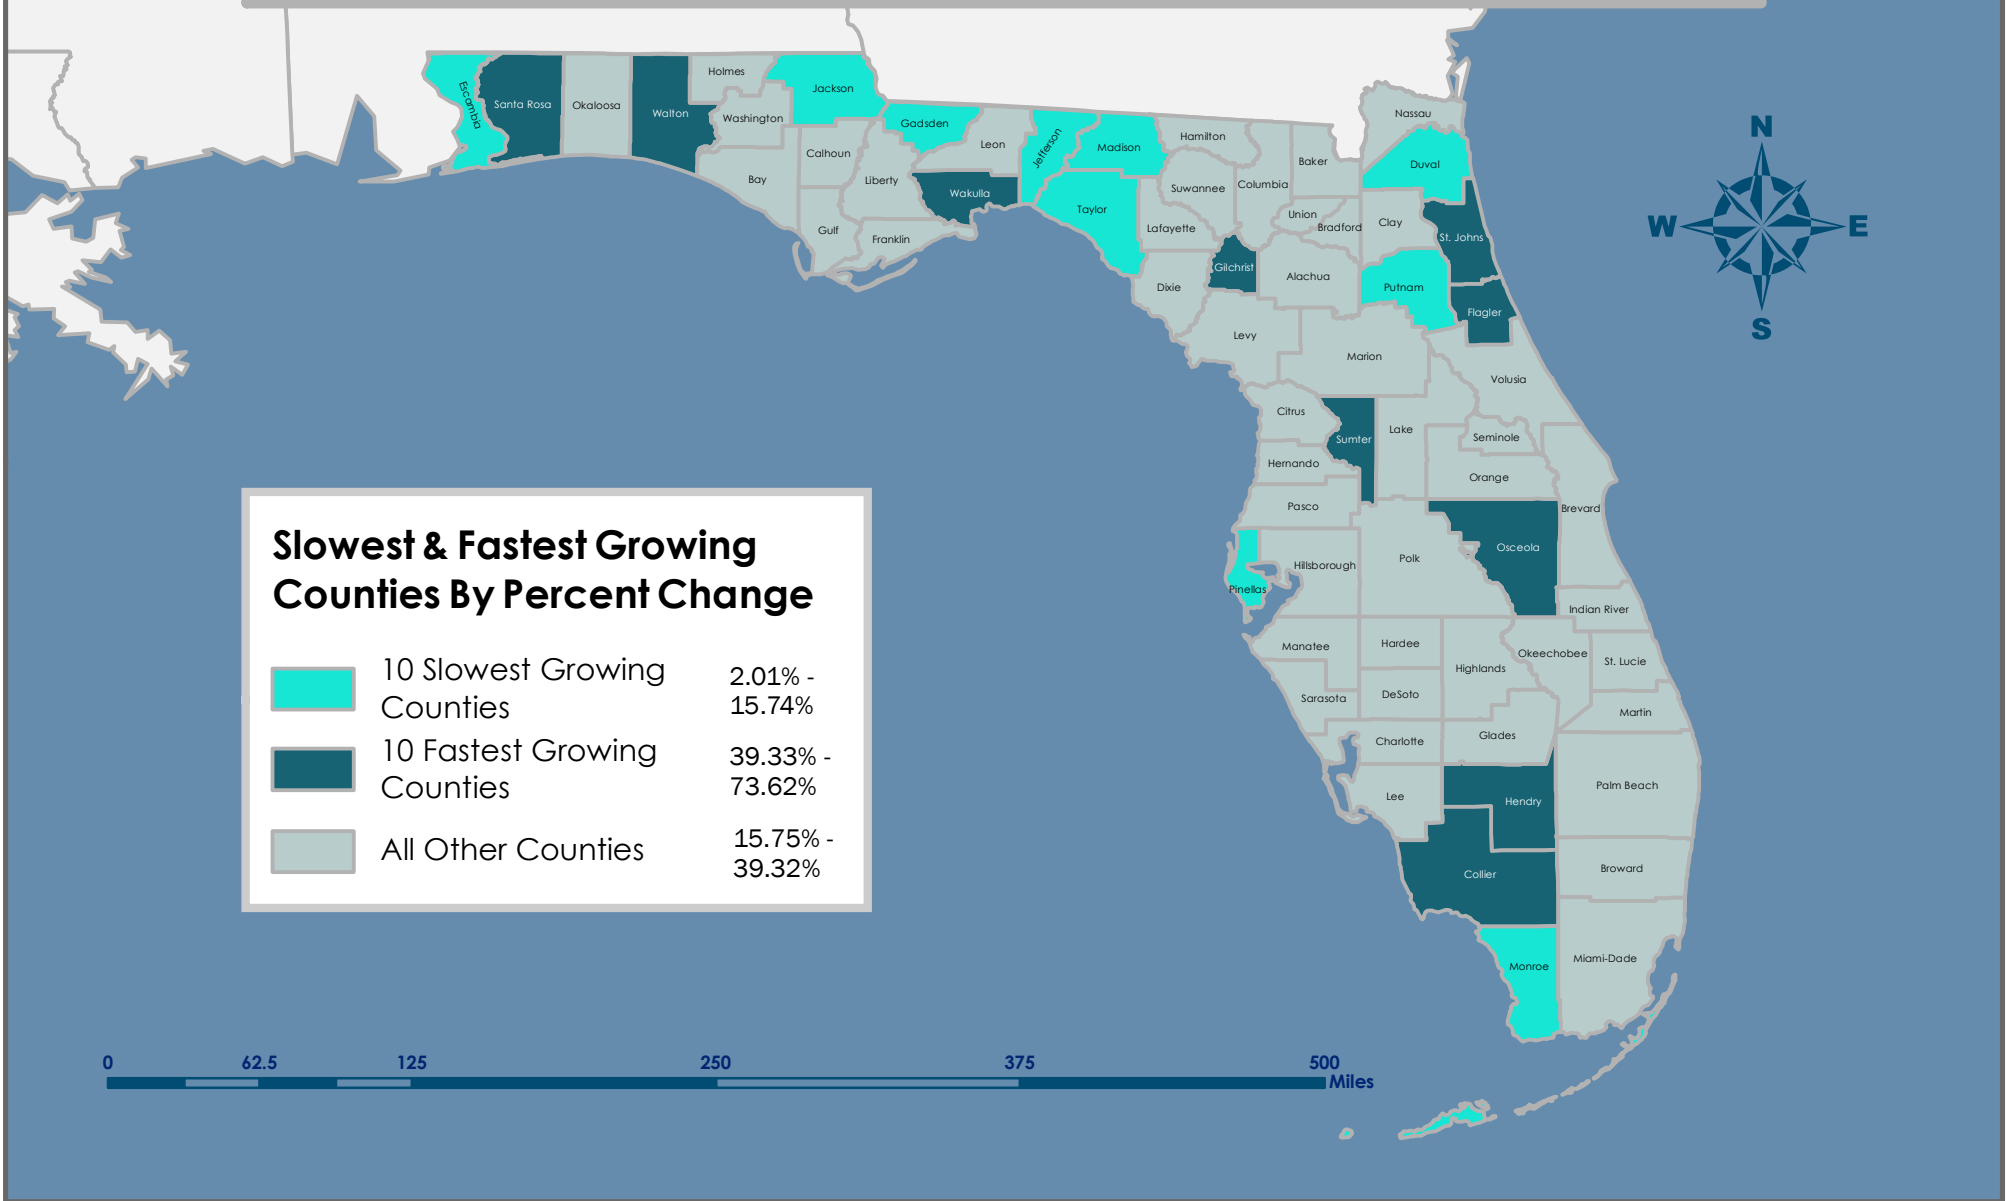 N
W
E
S
Escambia
Santa Rosa
Okaloosa
Walton
Holmes
Washington
Jackson
Bay
Calhoun
Gulf
Gadsden
Liberty
Franklin
Leon
Wakulla
Jefferson
Madison
Taylor
Hamilton
Suwannee
Lafayette
Dixie
Columbia
Gilchrist
Baker
Union
Bradford
Alachua
Levy
Nassau
Duval
Clay
St. Johns
Putnam
Flagler
Marion
Volusia
Citrus
Sumter
Lake
Seminole
Hernando
Orange
Pasco
Brevard
Osceola
Polk
Hillsborough
Pinellas
Indian River
Manatee
Hardee
Highlands
Okeechobee
St. Lucie
Sarasota
DeSoto
Martin
Charlotte
Glades
Lee
Hendry
Palm Beach
Collier
Broward
Monroe
Miami-Dade
Slowest & Fastest Growing
Counties By Percent Change
10 Slowest Growing
Counties
2.01% -
15.74%
10 Fastest Growing
Counties
39.33% -
73.62%
All Other Counties
15.75% -
39.32%
0 62.5 125 250 375 500
Miles